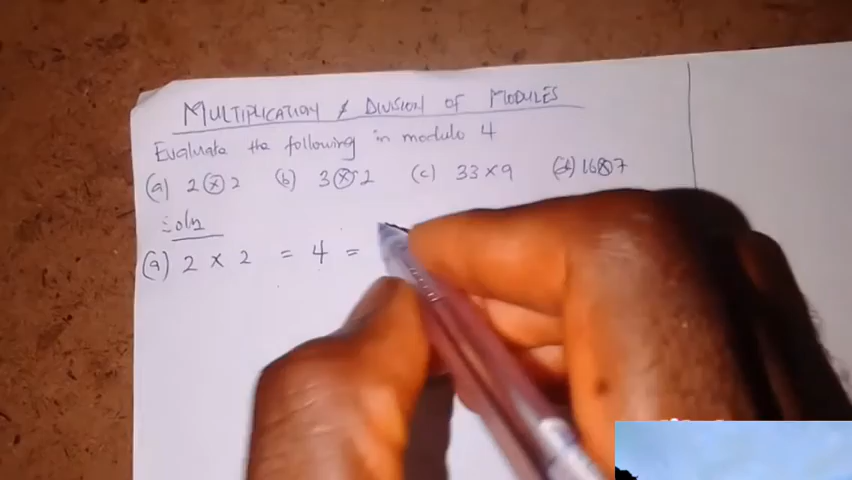 MULTIPLICATION & DIVISION OF MODULES
Evaluate the following in modulo 4
(a) 2 ⊗ 2 (b) 3 ⊗ 2 (c) 33 × 9 (d) 16 ⊗ 7
Soln
(a) 2 × 2 = 4 =